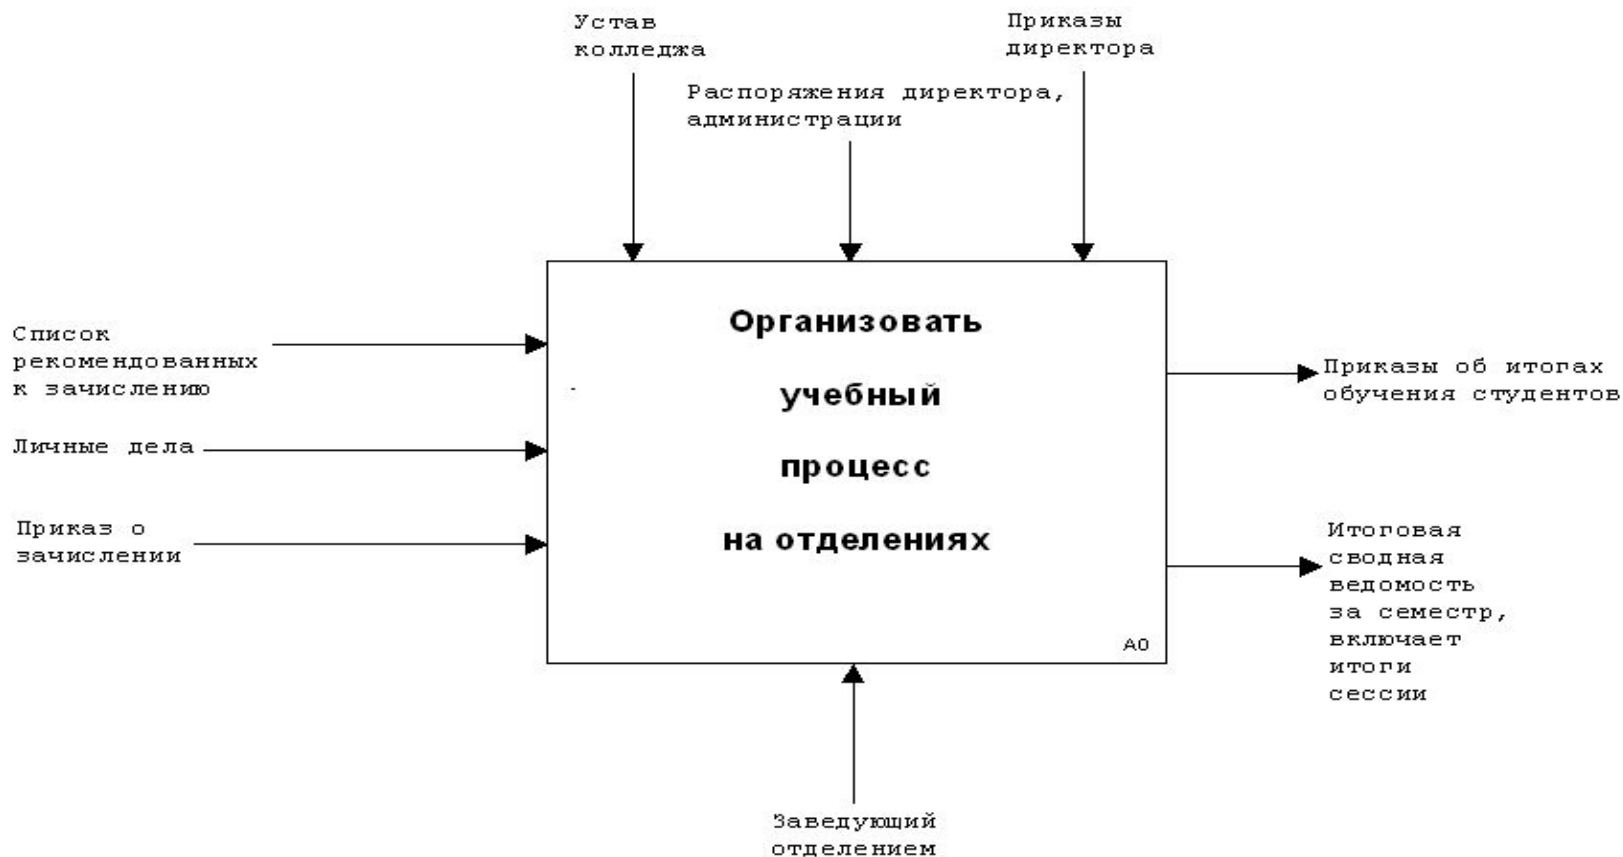 Устав
колледжа
Приказы
директора
Распоряжения директора,
администрации
Организовать
учебный
процесс
на отделениях
A0
Список
рекомендованных
к зачислению
Личные дела
Приказ о
зачислении
Приказы об итогах
обучения студентов
Итоговая
сводная
ведомость
за семестр,
включает
итоги
сессии
Заведующий
отделением